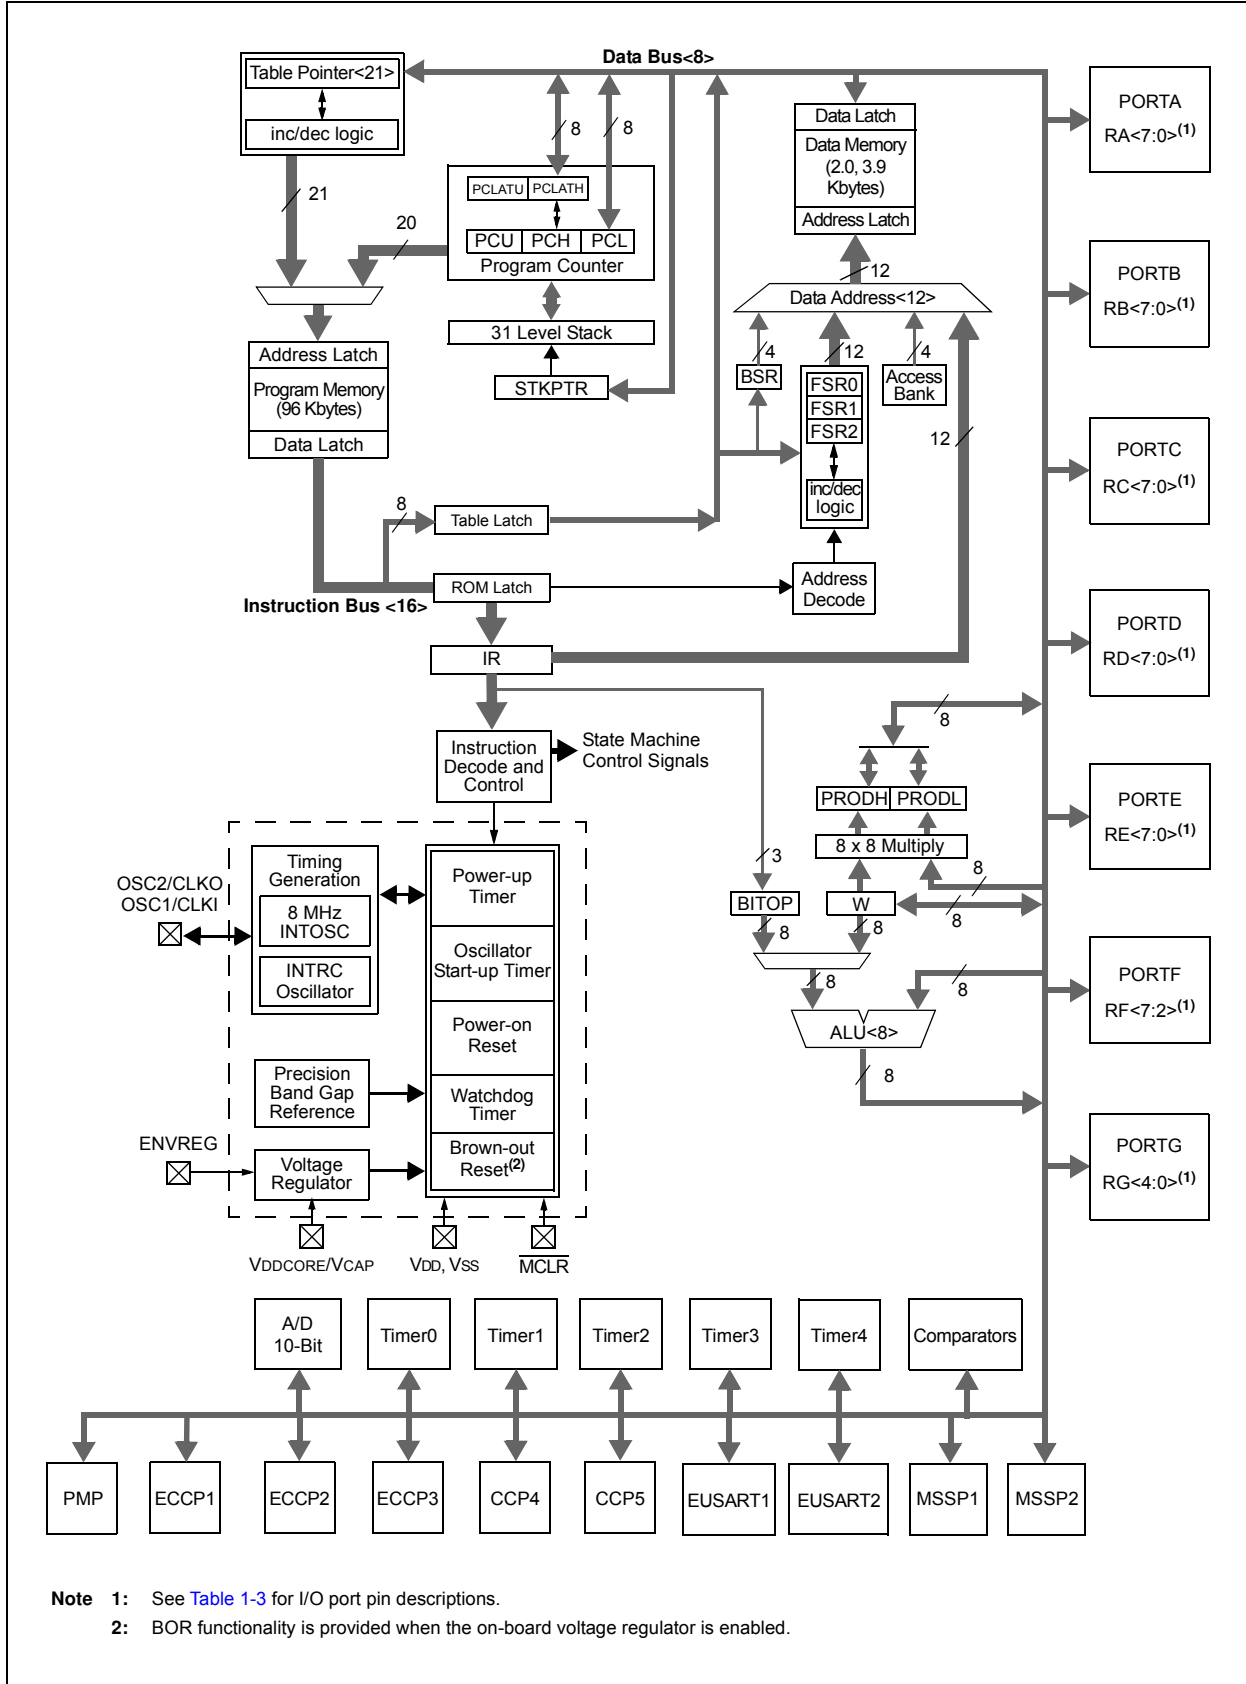 Data Bus<8>
Table Pointer<21>
inc/dec logic
21
20
8
8
PCLATU
PCLATH
PCU
PCH
PCL
Program Counter
31 Level Stack
STKPTR
Data Latch
Data Memory
(2.0, 3.9
Kbytes)
Address Latch
12
Data Address<12>
4
12
4
BSR
FSR0
FSR1
FSR2
Access
Bank
12
inc/dec
logic
Address
Decode
Address Latch
Program Memory
(96 Kbytes)
Data Latch
8
Table Latch
ROM Latch
Instruction Bus <16>
IR
Instruction
Decode and
Control
State Machine
Control Signals
8
PRODH
PRODL
8 x 8 Multiply
3
8
BITOP
W
8
8
8
8
8
ALU<8>
8
OSC2/CLKO
OSC1/CLKI
Timing
Generation
8 MHz
INTOSC
INTRC
Oscillator
Power-up
Timer
Oscillator
Start-up Timer
Power-on
Reset
Watchdog
Timer
Brown-out
Reset(2)
Precision
Band Gap
Reference
ENVREG
Voltage
Regulator
VDDCORE/VCAP
VDD, VSS
MCLR
PORTA
RA<7:0>(1)
PORTB
RB<7:0>(1)
PORTC
RC<7:0>(1)
PORTD
RD<7:0>(1)
PORTE
RE<7:0>(1)
PORTF
RF<7:2>(1)
PORTG
RG<4:0>(1)
A/D
10-Bit
Timer0
Timer1
Timer2
Timer3
Timer4
Comparators
PMP
ECCP1
ECCP2
ECCP3
CCP4
CCP5
EUSART1
EUSART2
MSSP1
MSSP2
Note 1: See Table 1-3 for I/O port pin descriptions.
2: BOR functionality is provided when the on-board voltage regulator is enabled.